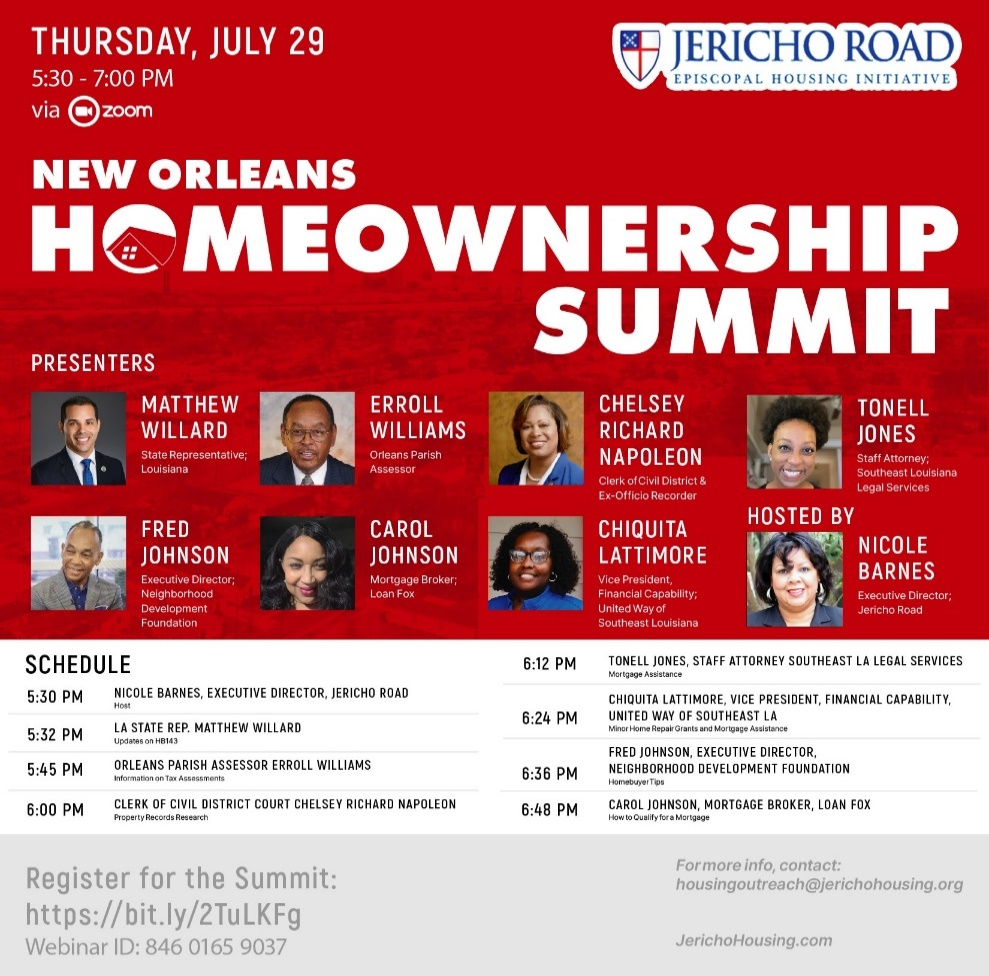 THURSDAY, JULY 29
5:30 - 7:00 PM
via zoom
JERICHO ROAD
EPISCOPAL HOUSING INITIATIVE
NEW ORLEANS
HOMEOWNERSHIP
SUMMIT
PRESENTERS
MATTHEW
WILLARD
State Representative;
Louisiana
ERROLL
WILLIAMS
Orleans Parish
Assessor
CHELSEY
RICHARD
NAPOLEON
Clerk of Civil District &
Ex-Officio Recorder
TONELL
JONES
Staff Attorney;
Southeast Louisiana
Legal Services
FRED
JOHNSON
Executive Director;
Neighborhood
Development
Foundation
CAROL
JOHNSON
Mortgage Broker;
Loan Fox
CHIQUITA
LATTIMORE
Vice President,
Financial Capability;
United Way of
Southeast Louisiana
HOSTED BY
NICOLE
BARNES
Executive Director;
Jericho Road
SCHEDULE
5:30 PM NICOLE BARNES, EXECUTIVE DIRECTOR, JERICHO ROAD
Host
5:32 PM LA STATE REP. MATTHEW WILLARD
Updates on HB143
5:45 PM ORLEANS PARISH ASSESSOR ERROLL WILLIAMS
Information on Tax Assessments
6:00 PM CLERK OF CIVIL DISTRICT COURT CHELSEY RICHARD NAPOLEON
Property Records Research
6:12 PM TONELL JONES, STAFF ATTORNEY SOUTHEAST LA LEGAL SERVICES
Mortgage Assistance
6:24 PM CHIQUITA LATTIMORE, VICE PRESIDENT, FINANCIAL CAPABILITY,
UNITED WAY OF SOUTHEAST LA
Minor Home Repair Grants and Mortgage Assistance
6:36 PM FRED JOHNSON, EXECUTIVE DIRECTOR,
NEIGHBORHOOD DEVELOPMENT FOUNDATION
Homebuyer Tips
6:48 PM CAROL JOHNSON, MORTGAGE BROKER, LOAN FOX
How to Qualify for a Mortgage
Register for the Summit:
https://bit.ly/2TuLKFg
Webinar ID: 846 0165 9037
For more info, contact:
housingoutreach@jerichohousing.org
JerichoHousing.com